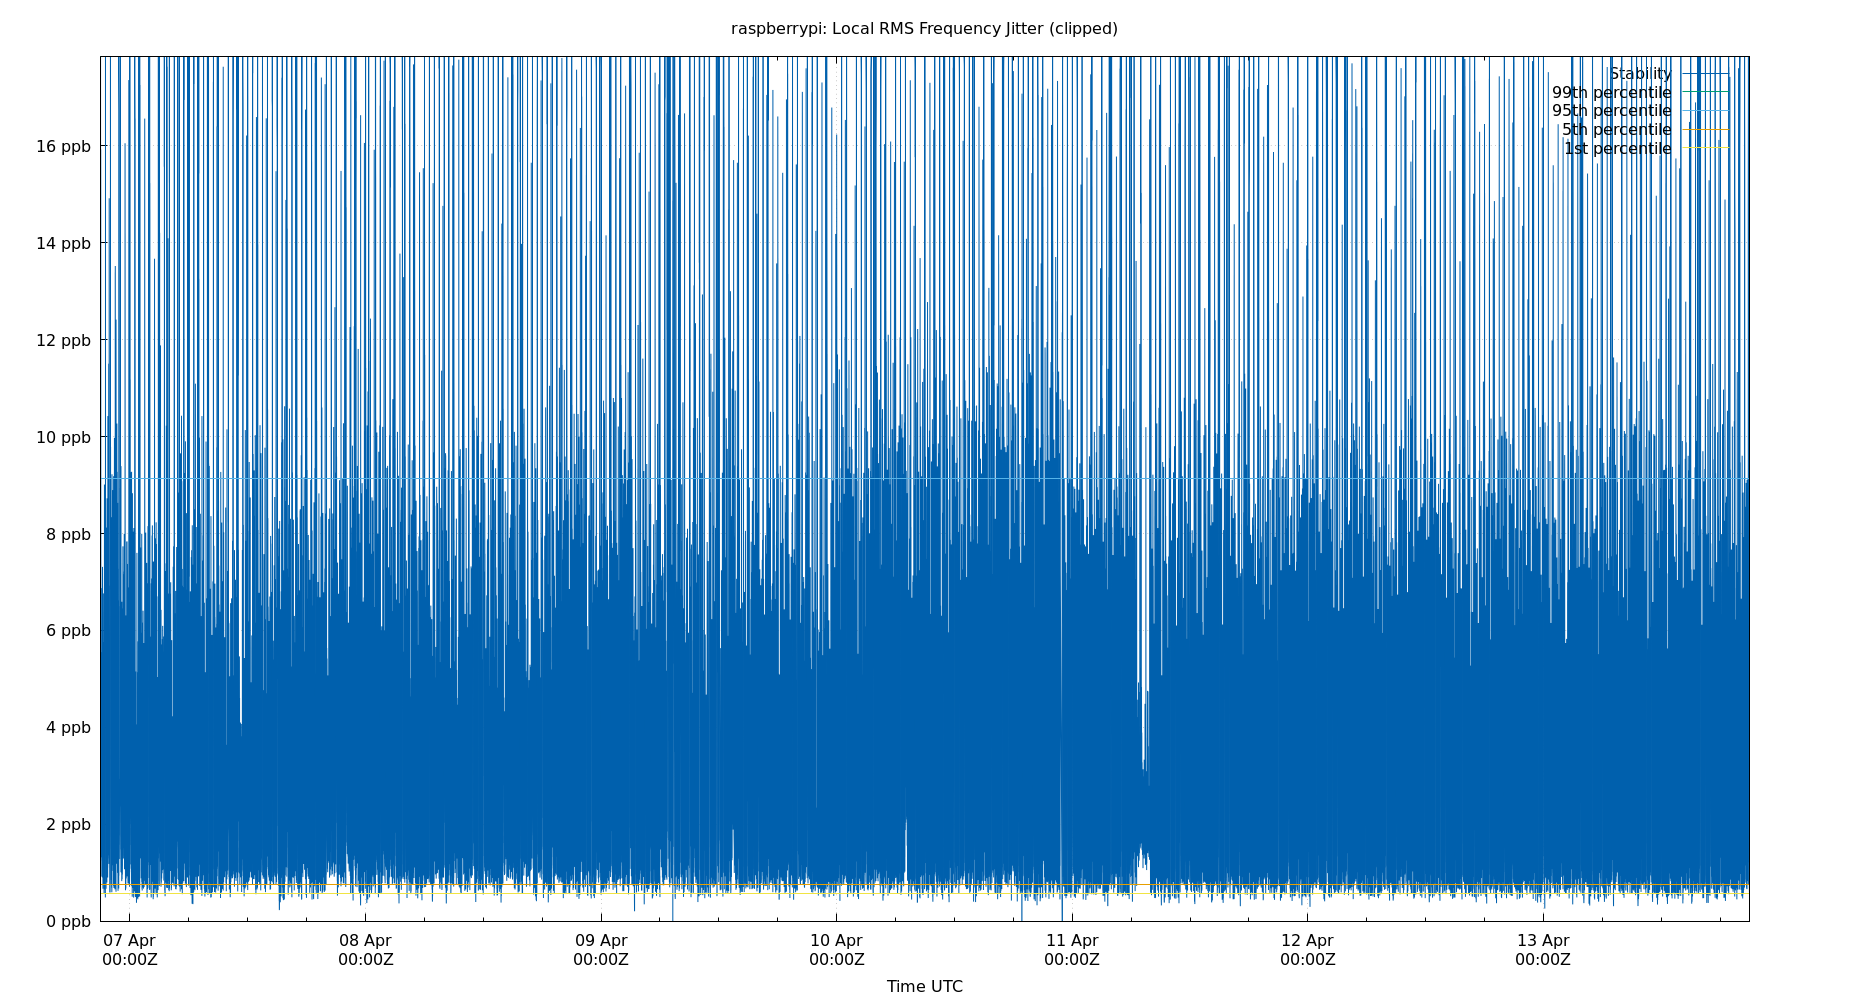 raspberrypi: Local RMS Frequency Jitter (clipped)
Stability
99th percentile
95th percentile
5th percentile
1st percentile
16 ppb
14 ppb
12 ppb
10 ppb
8 ppb
6 ppb
4 ppb
2 ppb
0 ppb
07 Apr 08 Apr 09 Apr 10 Apr 11 Apr 12 Apr 13 Apr
00:00Z 00:00Z 00:00Z 00:00Z 00:00Z 00:00Z 00:00Z
Time UTC